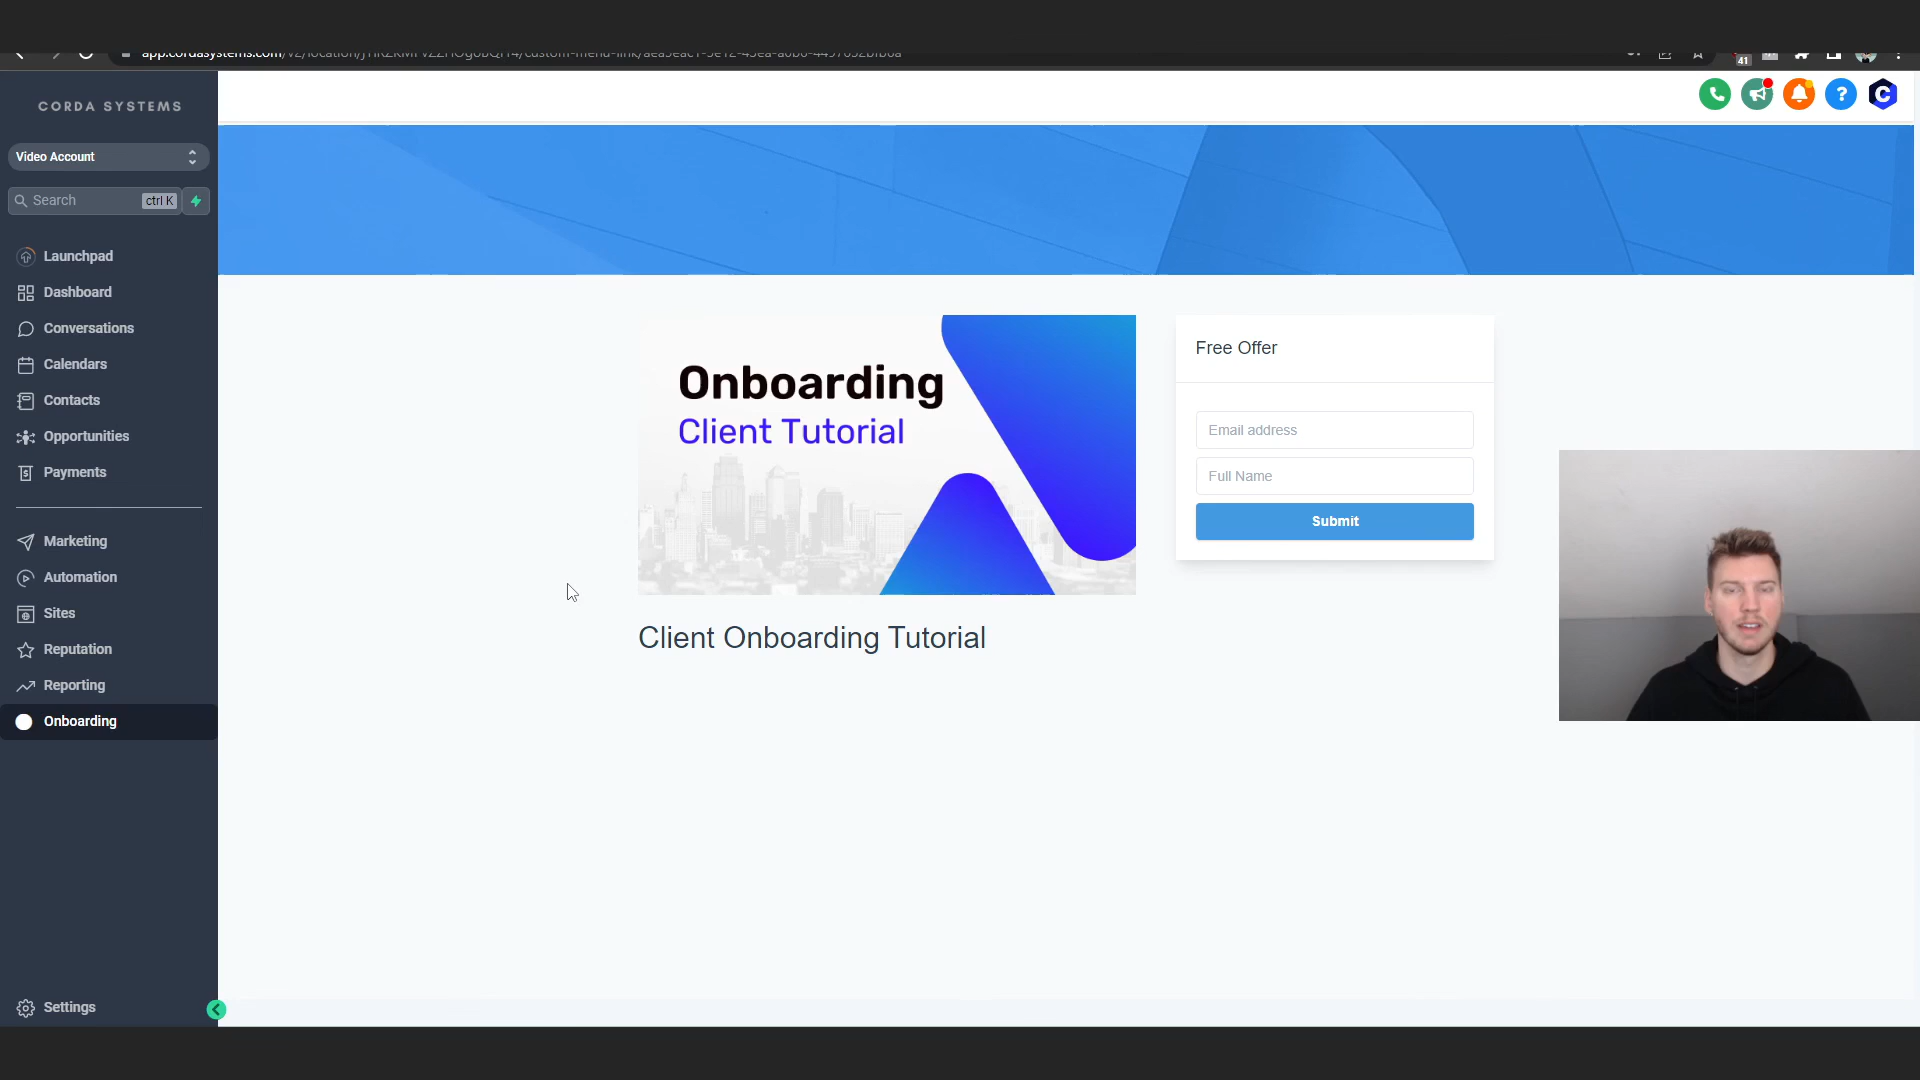 41
CORDA SYSTEMS
Video Account
Search
ctrl K
Launchpad
Dashboard
Conversations
Calendars
Contacts
Opportunities
Payments
Marketing
Automation
Sites
Reputation
Reporting
Onboarding
Settings
?
C
Onboarding
Client Tutorial
Client Onboarding Tutorial
Free Offer
Email address
Full Name
Submit